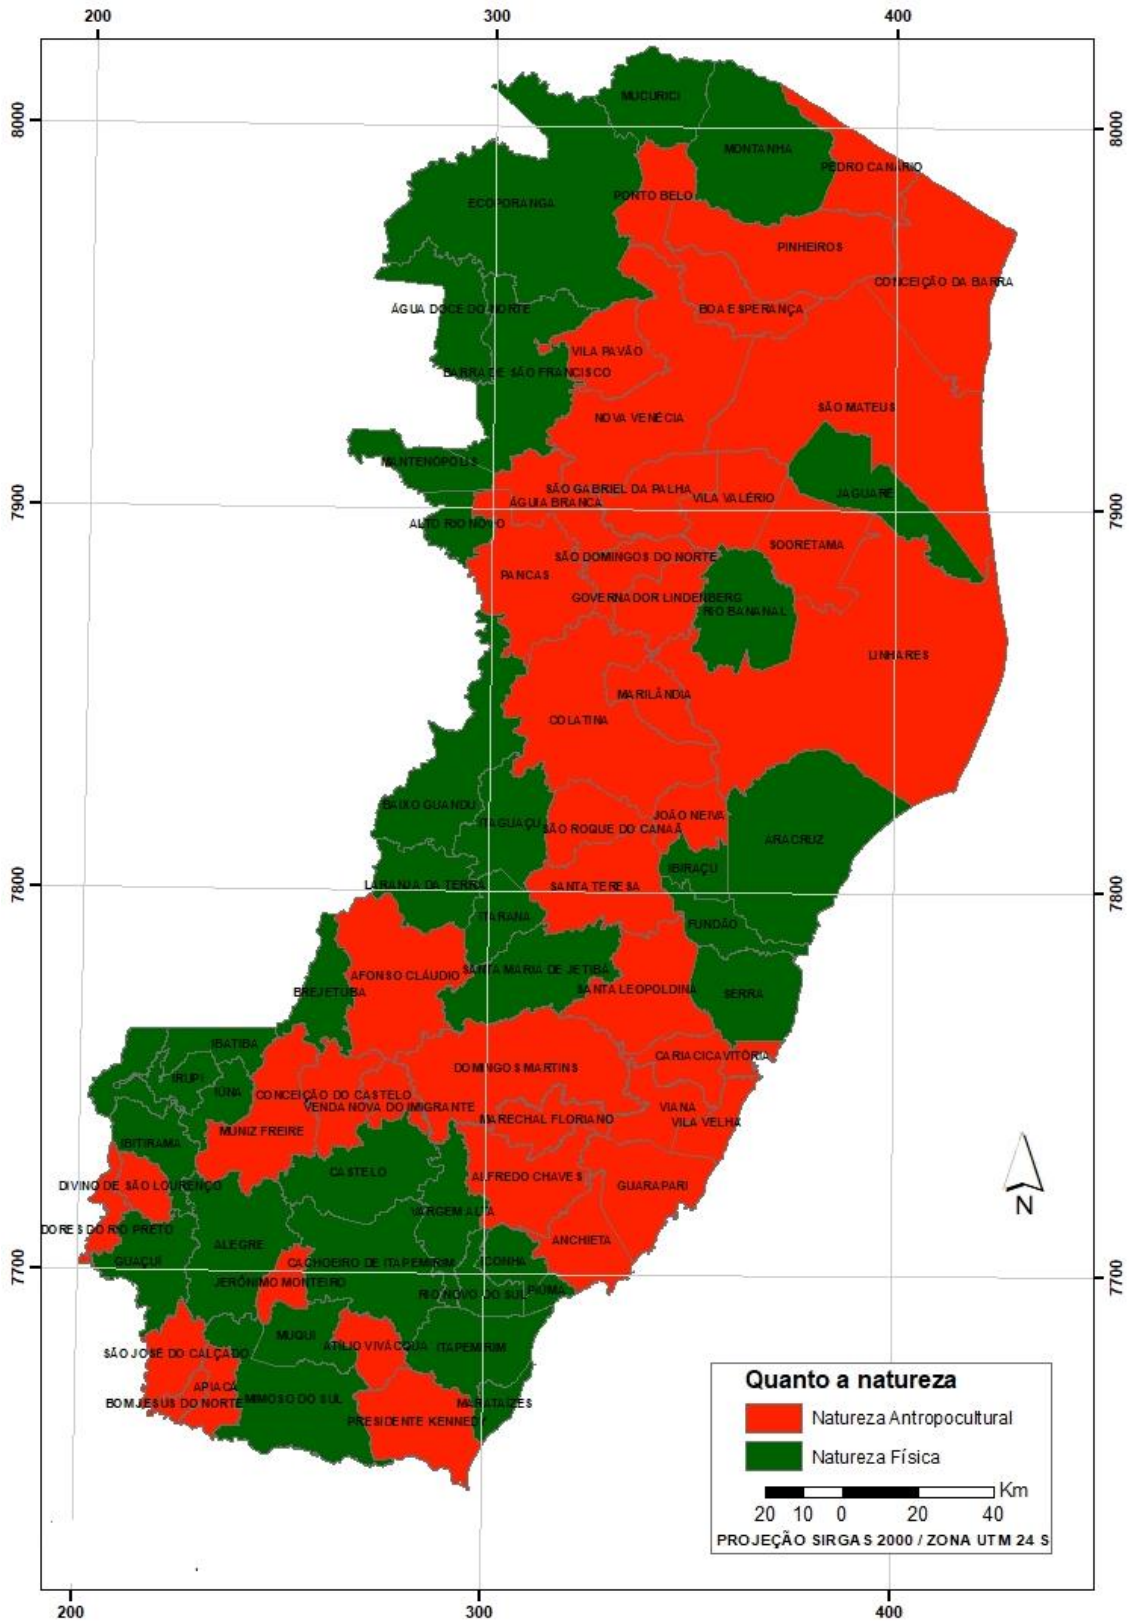 200 300 400
8000 8000
MUCURICI
MONTANHA
PEDRO CANÁRIO
PONTO BELO
ECOPORANGA
PINHEIROS
CONCEIÇÃO DA BARRA
ÁGUA DOCE DO NORTE
BOA ESPERANÇA
VILA PAVÃO
BARRA DE SÃO FRANCISCO
SÃO MATEUS
NOVA VENÉCIA
MANTENÓPOLIS
SÃO GABRIEL DA PALHA
JAGUARÉ
VILA VALÉRIO
ÁGUIA BRANCA
7900 7900
ALTO RIO NOVO
SOORETAMA
SÃO DOMINGOS DO NORTE
PANCAS
GOVERNADOR LINDENBERG
RIO BANANAL
LINHARES
MARILÂNDIA
COLATINA
BAIXO GUANDU
JOÃO NEIVA
ITAGUAÇU
SÃO ROQUE DO CANAÃ
ARACRUZ
IBIRAÇU
7800 7800
LARANJA DA TERRA
SANTA TERESA
ITARANA
FUNDÃO
SANTA MARIA DE JETIBA
AFONSO CLÁUDIO
SANTA LEOPOLDINA
BREJETUBA
SERRA
IBATIBA
CARIACICA
VITÓRIA
DOMINGOS MARTINS
IRUPI
IÚNA
CONCEIÇÃO DO CASTELO
VENDA NOVA DO IMIGRANTE
VIANA
MARECHAL FLORIANO
VILA VELHA
MUNIZ FREIRE
IBITIRAMA
CASTELO
ALFREDO CHAVES
DIVINO DE SÃO LOURENÇO
GUARAPARI
VARGEM ALTA
DORES DO RIO PRETO
ANCHIETA
ALEGRE
GUAÇUÍ
CACHOEIRO DE ITAPEMIRIM
ICONHA
7700 7700
JERÔNIMO MONTEIRO
PIÚMA
RIO NOVO DO SUL
MUQUI
ATÍLIO VIVÁCQUA
ITAPEMIRIM
SÃO JOSÉ DO CALÇADO
APIACÁ
MIMOSO DO SUL
BOM JESUS DO NORTE
MARATAÍZES
PRESIDENTE KENNEDY
N
Quanto a natureza
Natureza Antropocultural
Natureza Física
Km
20 10 0 20 40
PROJEÇÃO SIRGAS 2000 / ZONA UTM 24 S
200 300 400